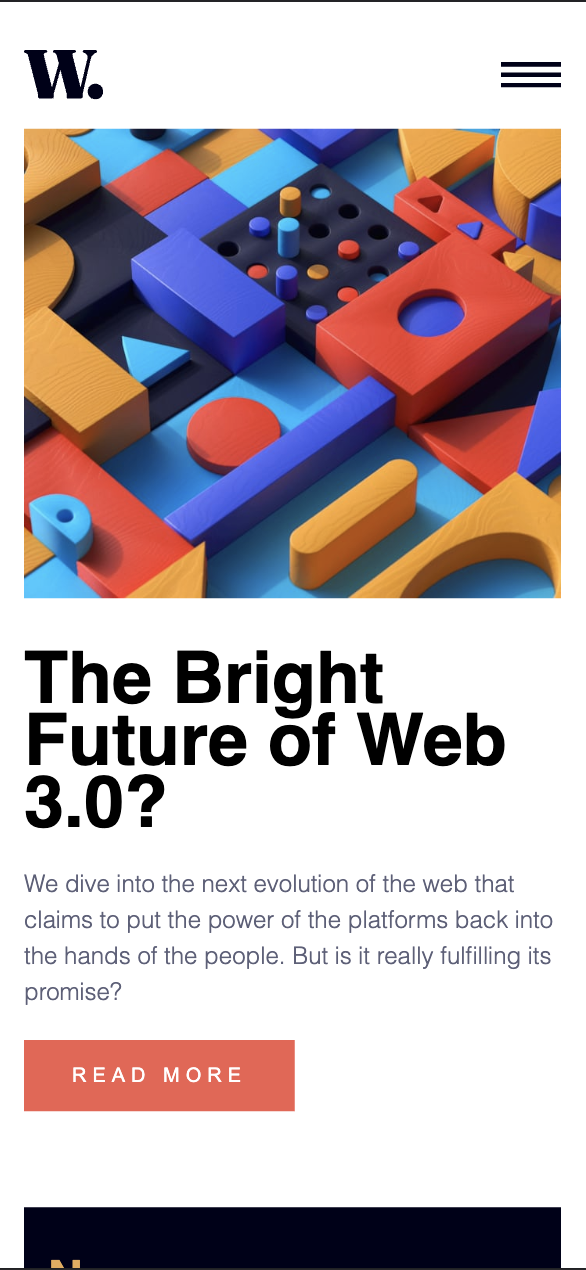 W.
The Bright
Future of Web
3.0?
We dive into the next evolution of the web that
claims to put the power of the platforms back into
the hands of the people. But is it really fulfilling its
promise?
READ MORE